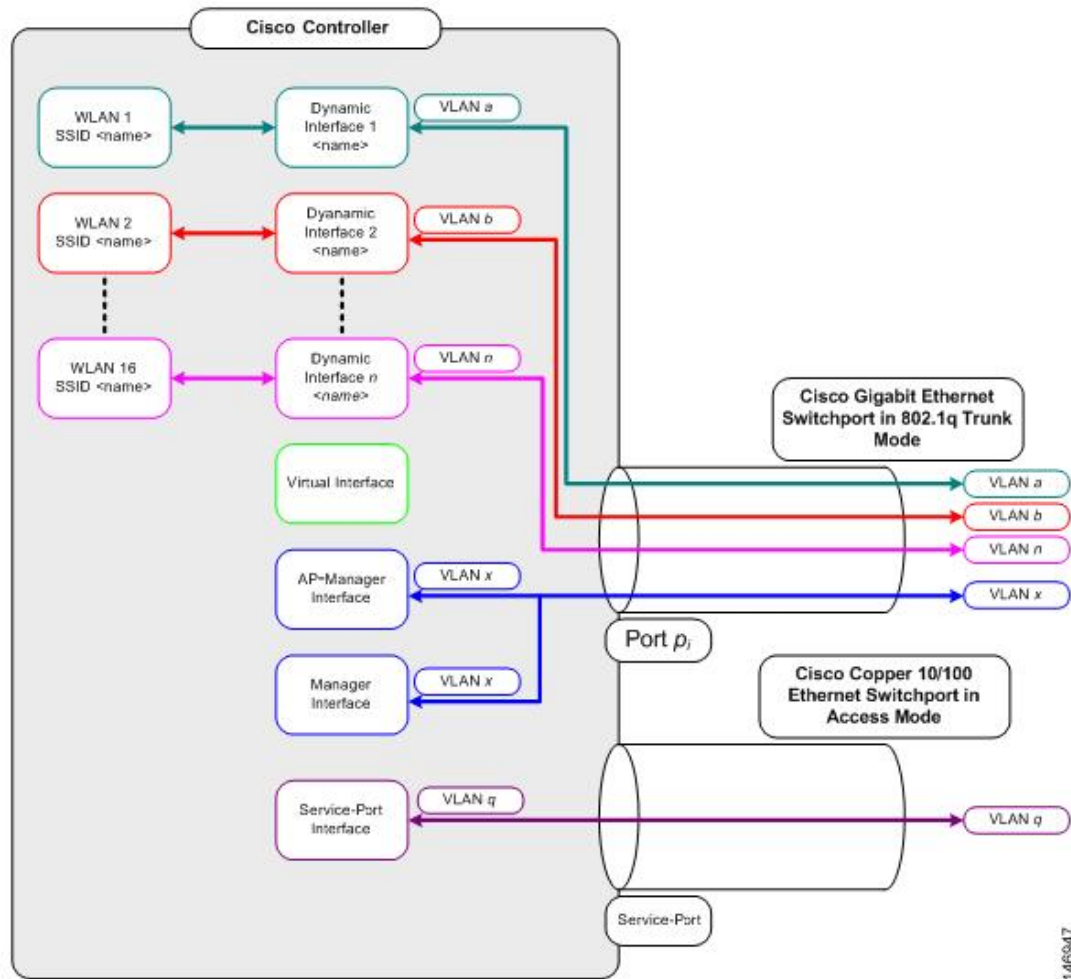 Cisco Controller
WLAN 1
SSID <name>
Dynamic
Interface 1
<name>
VLAN a
WLAN 2
SSID <name>
Dyanamic
Interface 2
<name>
VLAN b
WLAN 16
SSID <name>
Dynamic
Interface n
<name>
VLAN n
Cisco Gigabit Ethernet
Switchport in 802.1q Trunk
Mode
Virtual Interface
VLAN a
VLAN b
VLAN n
AP-Manager
Interface
VLAN x
VLAN x
Port pi
Manager
Interface
VLAN x
Cisco Copper 10/100
Ethernet Switchport in
Access Mode
Service-Port
Interface
VLAN q
VLAN q
Service-Port
146947